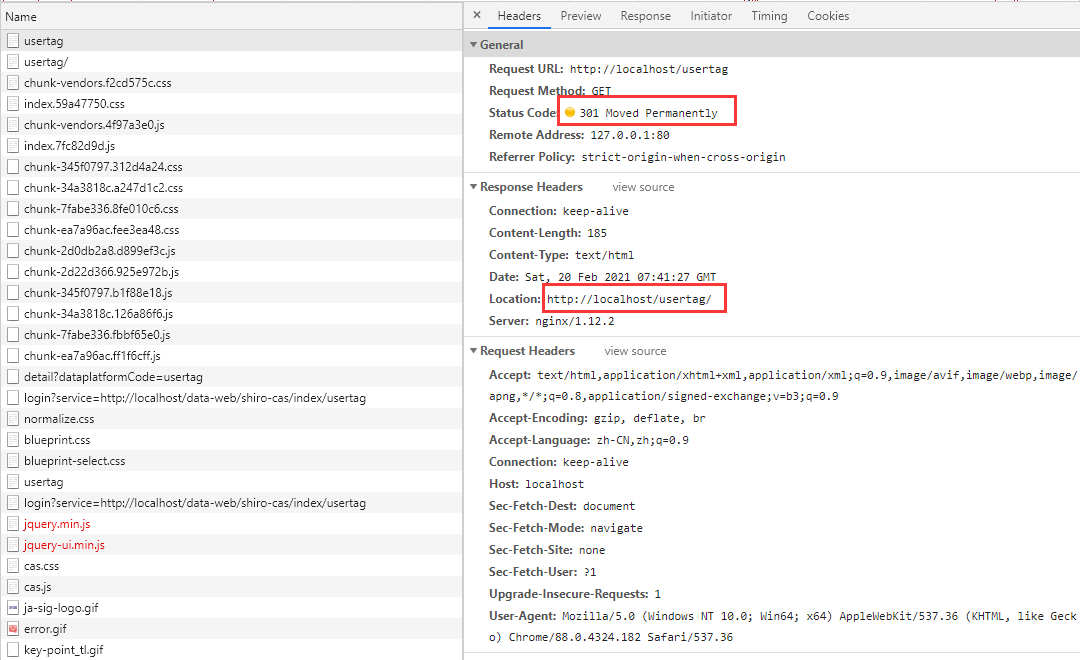 Name
usertag
usertag/
chunk-vendors.f2cd575c.css
index.59a47750.css
chunk-vendors.4f97a3e0.js
index.7fc82d9d.js
chunk-345f0797.312d4a24.css
chunk-34a3818c.a247d1c2.css
chunk-7fabe336.8fe010c6.css
chunk-ea7a96ac.fee3ea48.css
chunk-2d0db2a8.d899ef3c.js
chunk-2d22d366.925e972b.js
chunk-345f0797.b1f88e18.js
chunk-34a3818c.126a86f6.js
chunk-7fabe336.fbbf65e0.js
chunk-ea7a96ac.ff1f6cff.js
detail?dataplatformCode=usertag
login?service=http://localhost/data-web/shiro-cas/index/usertag
normalize.css
blueprint.css
blueprint-select.css
usertag
login?service=http://localhost/data-web/shiro-cas/index/usertag
jquery.min.js
jquery-ui.min.js
cas.css
cas.js
ja-sig-logo.gif
error.gif
key-point_tl.gif
× Headers Preview Response Initiator Timing Cookies
General
Request URL: http://localhost/usertag
Request Method: GET
Status Code: 301 Moved Permanently
Remote Address: 127.0.0.1:80
Referrer Policy: strict-origin-when-cross-origin
Response Headers view source
Connection: keep-alive
Content-Length: 185
Content-Type: text/html
Date: Sat, 20 Feb 2021 07:41:27 GMT
Location: http://localhost/usertag/
Server: nginx/1.12.2
Request Headers view source
Accept: text/html,application/xhtml+xml,application/xml;q=0.9,image/avif,image/webp,image/
apng,*/*;q=0.8,application/signed-exchange;v=b3;q=0.9
Accept-Encoding: gzip, deflate, br
Accept-Language: zh-CN,zh;q=0.9
Connection: keep-alive
Host: localhost
Sec-Fetch-Dest: document
Sec-Fetch-Mode: navigate
Sec-Fetch-Site: none
Sec-Fetch-User: ?1
Upgrade-Insecure-Requests: 1
User-Agent: Mozilla/5.0 (Windows NT 10.0; Win64; x64) AppleWebKit/537.36 (KHTML, like Geck
o) Chrome/88.0.4324.182 Safari/537.36